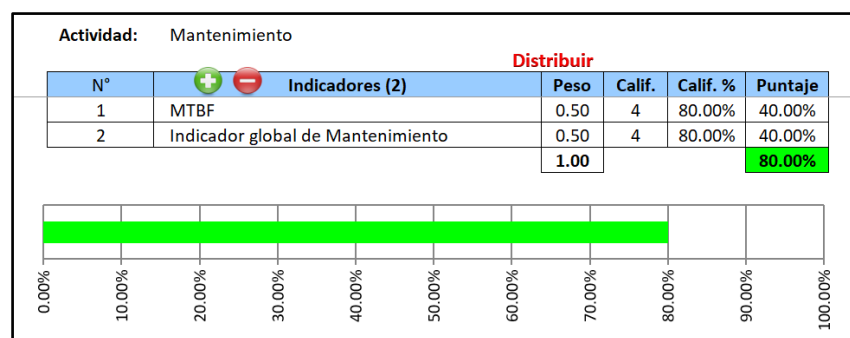 Actividad: Mantenimiento
Distribuir
N° Indicadores (2) Peso Calif. Calif. % Puntaje
1 MTBF 0.50 4 80.00% 40.00%
2 Indicador global de Mantenimiento 0.50 4 80.00% 40.00%
1.00 80.00%
0.00% 10.00% 20.00% 30.00% 40.00% 50.00% 60.00% 70.00% 80.00% 90.00% 100.00%